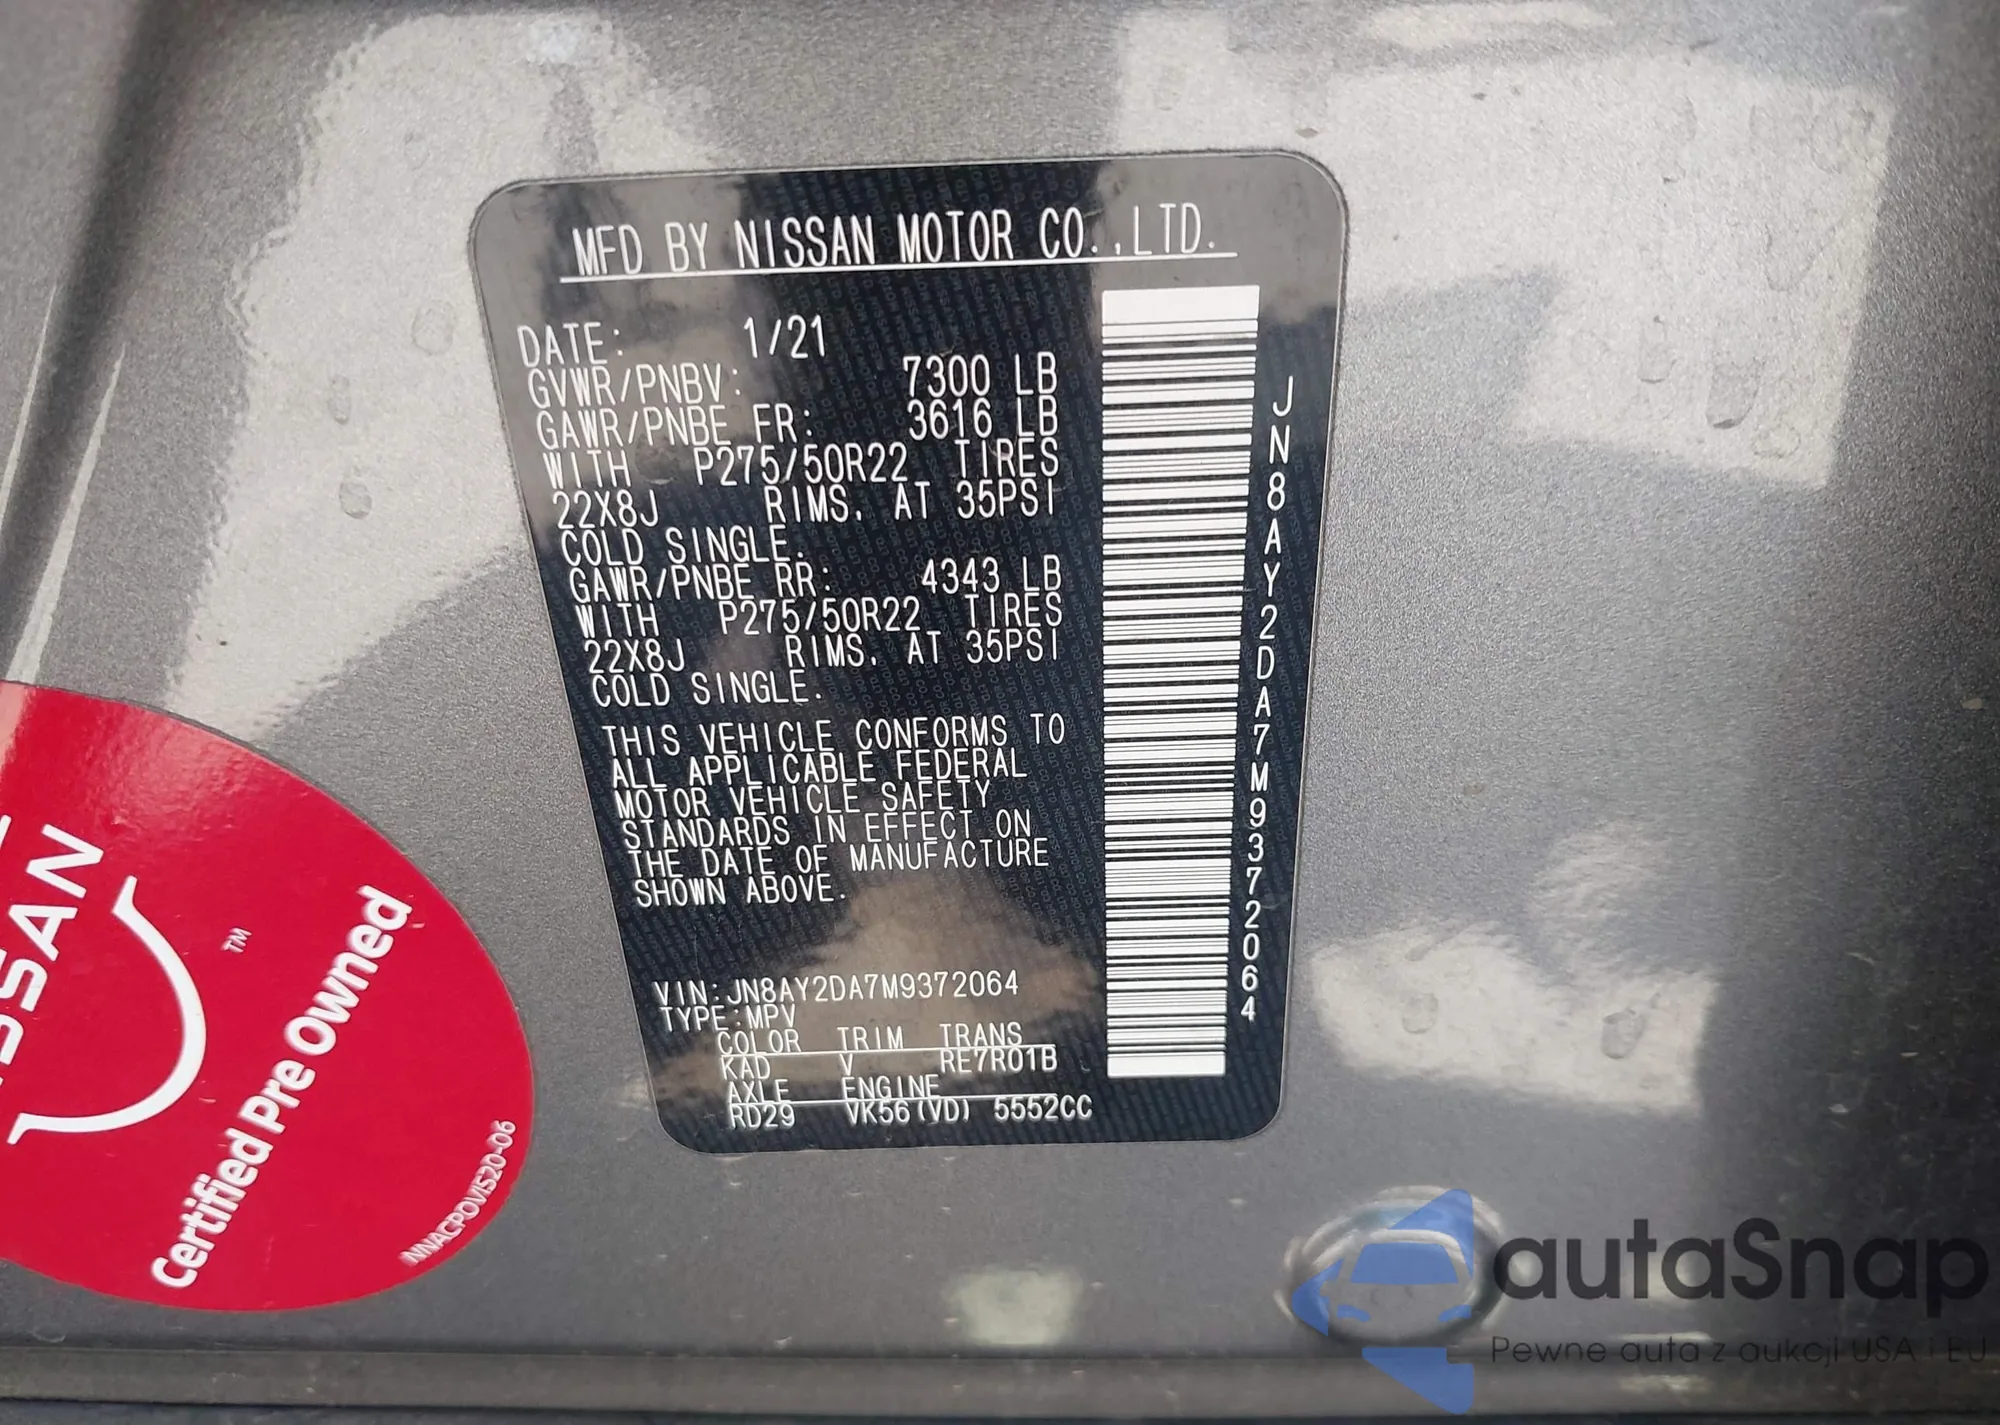 MFD BY NISSAN MOTOR CO.,LTD.
DATE: 1/21
GVWR/PNBV: 7300 LB
GAWR/PNBE FR: 3616 LB
WITH P275/50R22 TIRES
22X8J RIMS. AT 35PSI
COLD SINGLE.
GAWR/PNBE RR: 4343 LB
WITH P275/50R22 TIRES
22X8J RIMS. AT 35PSI
COLD SINGLE.
THIS VEHICLE CONFORMS TO
ALL APPLICABLE FEDERAL
MOTOR VEHICLE SAFETY
STANDARDS IN EFFECT ON
THE DATE OF MANUFACTURE
SHOWN ABOVE.
VIN:JN8AY2DA7M9372064
TYPE:MPV
COLOR TRIM TRANS
KAD V RE7R01B
AXLE ENGINE
RD29 VK56(VD) 5552CC
JN8AY2DA7M9372064
NISSAN
™
Certified Pre Owned
NNACPOVIS20-06
autaSnap
Pewne auta z aukcji USA i EU